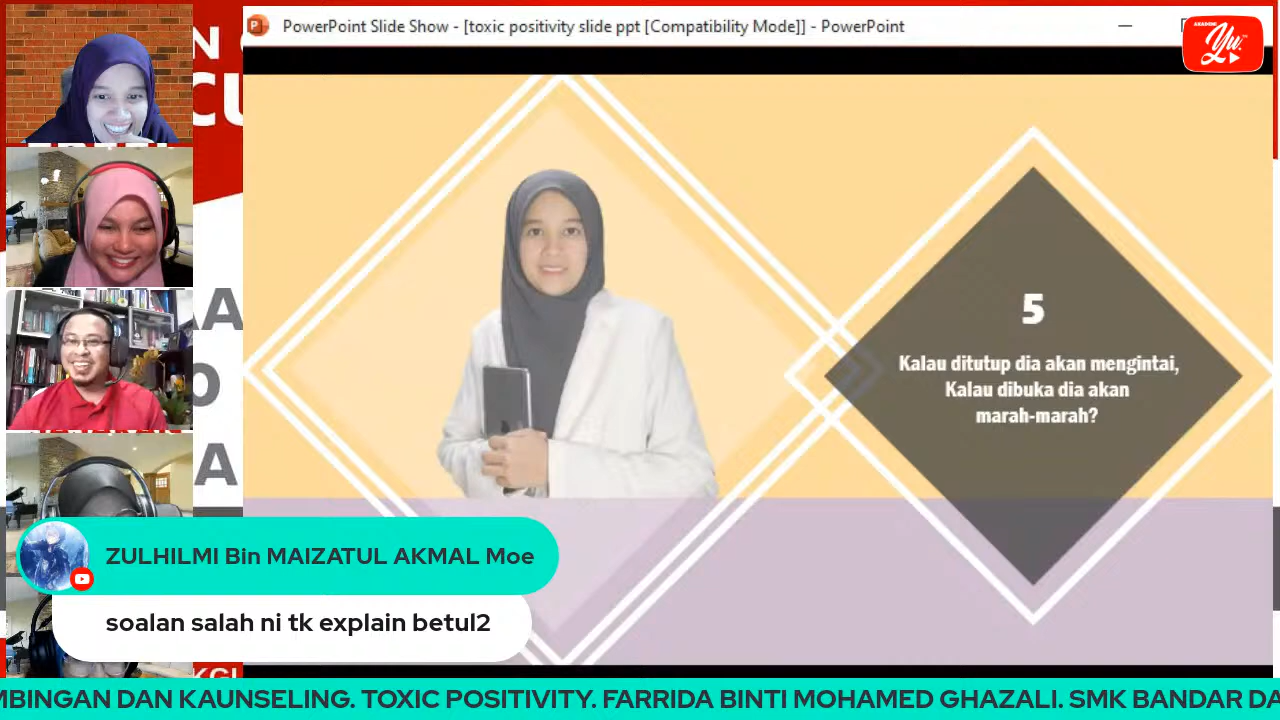 PowerPoint Slide Show - [toxic positivity slide ppt [Compatibility Mode]] - PowerPoint
AKADEMI
Yu.
5
Kalau ditutup dia akan mengintai,
Kalau dibuka dia akan
marah-marah?
ZULHILMI Bin MAIZATUL AKMAL Moe
soalan salah ni tk explain betul2
MBINGAN DAN KAUNSELING. TOXIC POSITIVITY. FARRIDA BINTI MOHAMED GHAZALI. SMK BANDAR DA